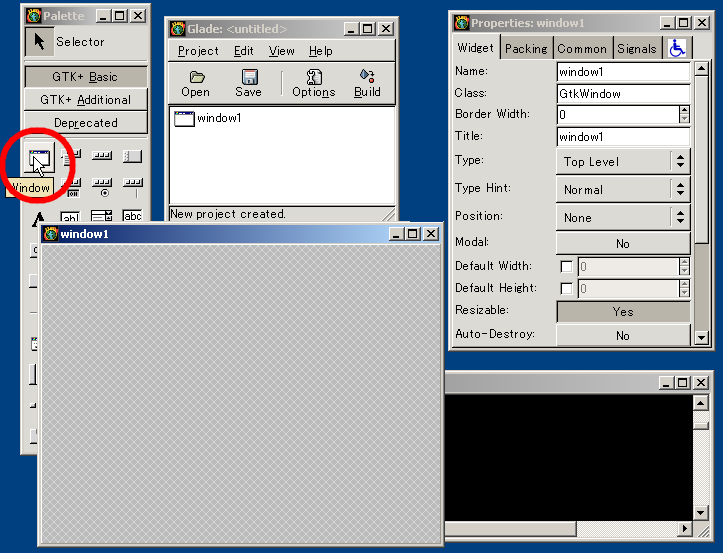 Palette
Selector
GTK+ Basic
GTK+ Additional
Deprecated
Window
Glade: <untitled>
Project Edit View Help
Open Save Options Build
window1
New project created.
window1
Properties: window1
Widget Packing Common Signals
Name: window1
Class: GtkWindow
Border Width: 0
Title: window1
Type: Top Level
Type Hint: Normal
Position: None
Modal: No
Default Width: 0
Default Height: 0
Resizable: Yes
Auto-Destroy: No